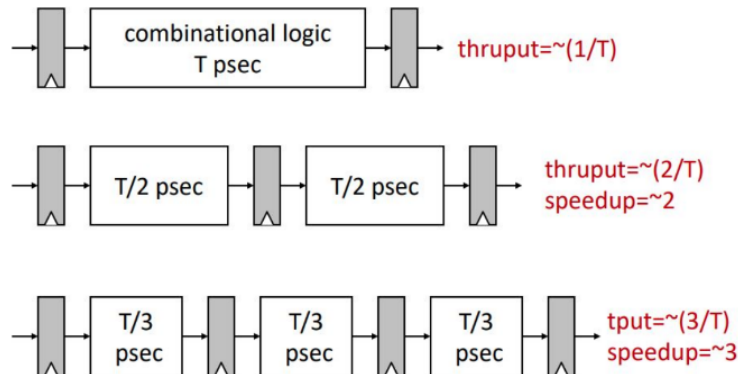 combinational logic
T psec
thruput=~(1/T)
T/2 psec
T/2 psec
thruput=~(2/T)
speedup=~2
T/3
psec
T/3
psec
T/3
psec
tput=~(3/T)
speedup=~3